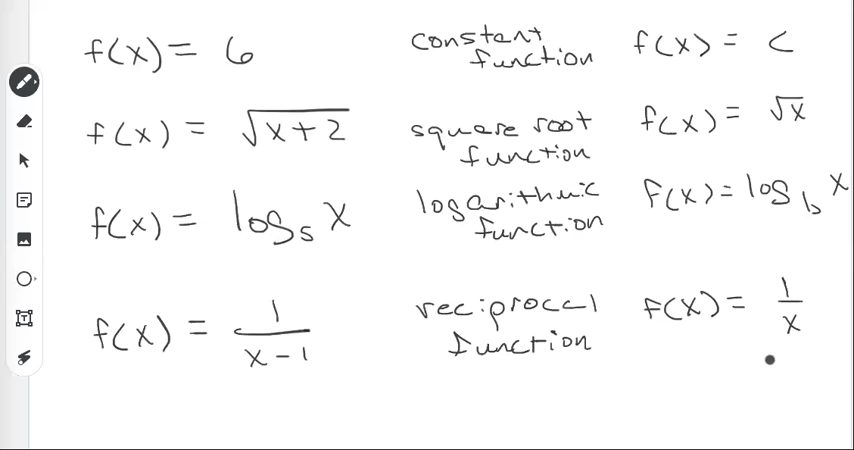 f(x) = 6 constant function f(x) = c
f(x) = √(x+2) square root function f(x) = √x
f(x) = log₅ x logarithmic function f(x) = log_b x
f(x) = 1/(x-1) reciprocal function f(x) = 1/x